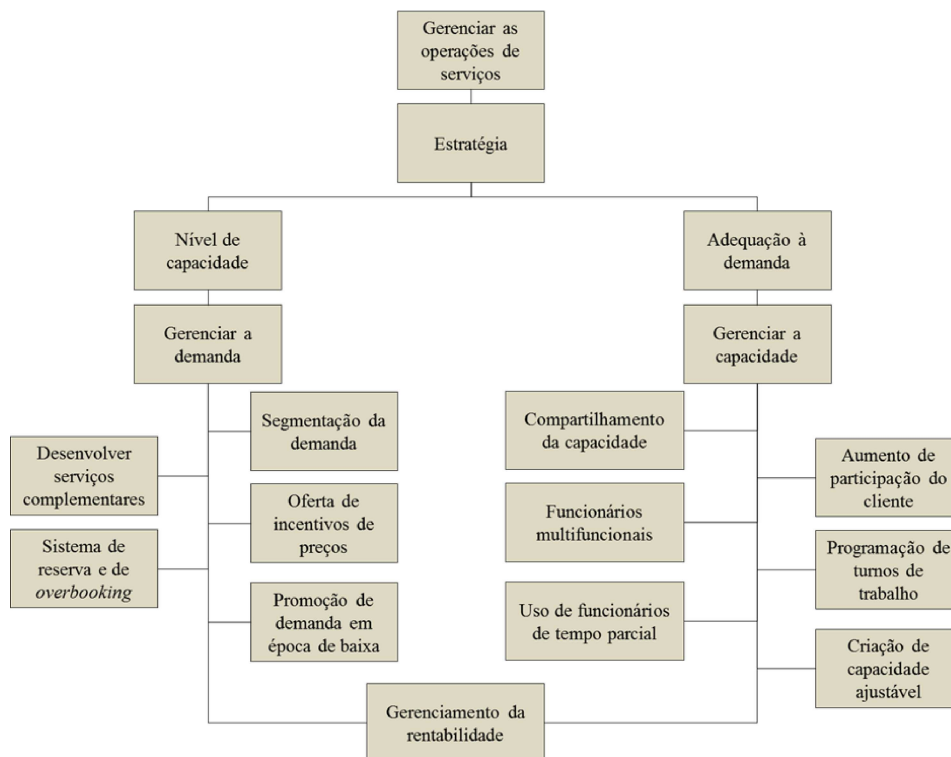 Gerenciar as
operações de
serviços
Estratégia
Nível de
capacidade
Adequação à
demanda
Gerenciar a
demanda
Gerenciar a
capacidade
Segmentação da
demanda
Compartilhamento
da capacidade
Desenvolver
serviços
complementares
Aumento de
participação do
cliente
Oferta de
incentivos de
preços
Funcionários
multifuncionais
Sistema de
reserva e de
overbooking
Programação de
turnos de
trabalho
Promoção de
demanda em
época de baixa
Uso de funcionários
de tempo parcial
Criação de
capacidade
ajustável
Gerenciamento da
rentabilidade